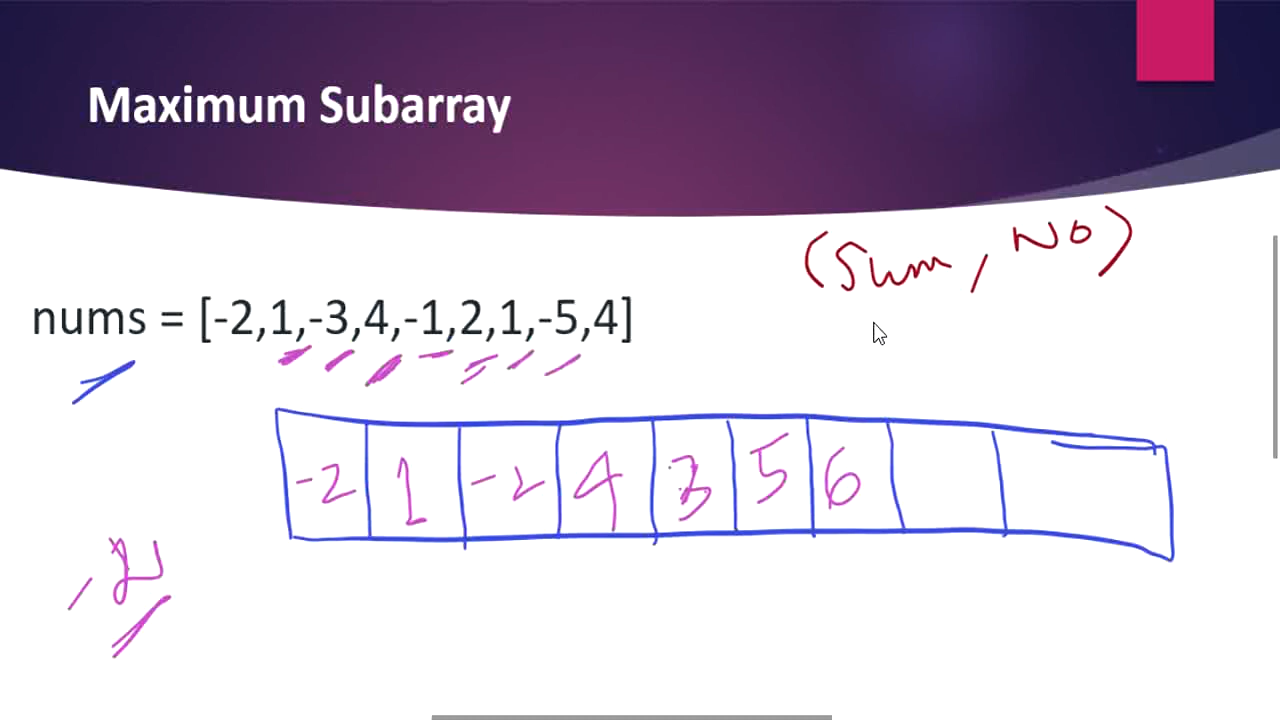 Maximum Subarray
(Sum, No)
nums = [-2,1,-3,4,-1,2,1,-5,4]
-2 1 -2 4 3 5 6